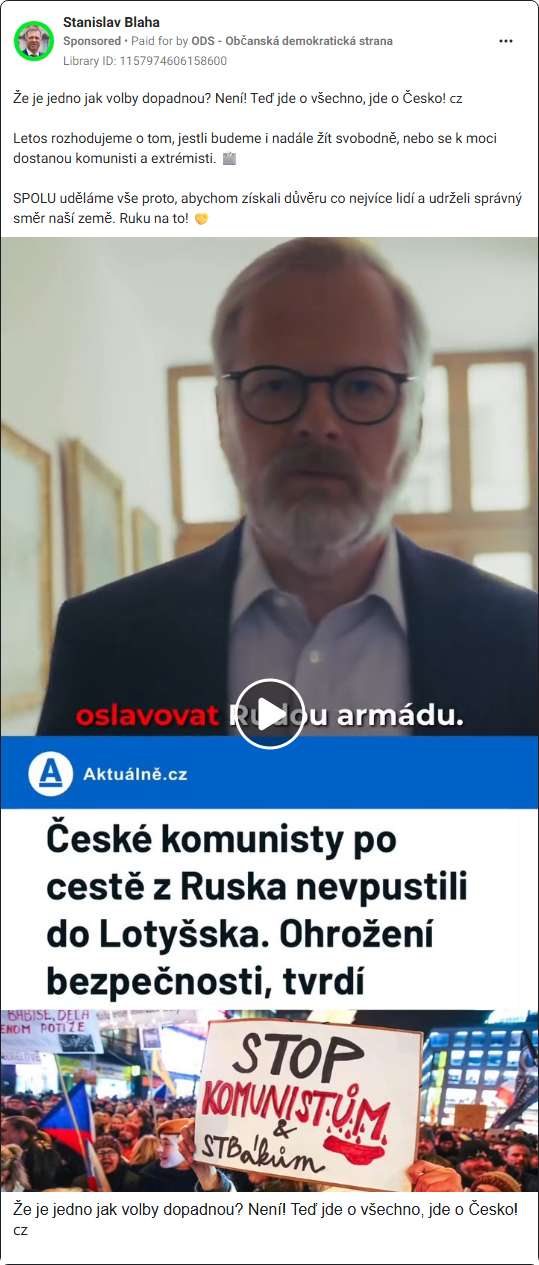 Stanislav Blaha
Sponsored • Paid for by ODS - Občanská demokratická strana
Library ID: 1157974606158600
Že je jedno jak volby dopadnou? Není! Teď jde o všechno, jde o Česko! cz
Letos rozhodujeme o tom, jestli budeme i nadále žít svobodně, nebo se k moci
dostanou komunisti a extrémisti.
SPOLU uděláme vše proto, abychom získali důvěru co nejvíce lidí a udrželi správný
směr naší země. Ruku na to!
oslavovat Rudou armádu.
Aktuálně.cz
České komunisty po
cestě z Ruska nevpustili
do Lotyšska. Ohrožení
bezpečnosti, tvrdí
BABIŠE, DĚLÁ
JENOM POTÍŽE
STOP
KOMUNISTŮM
&
STBákům
Že je jedno jak volby dopadnou? Není! Teď jde o všechno, jde o Česko!
cz